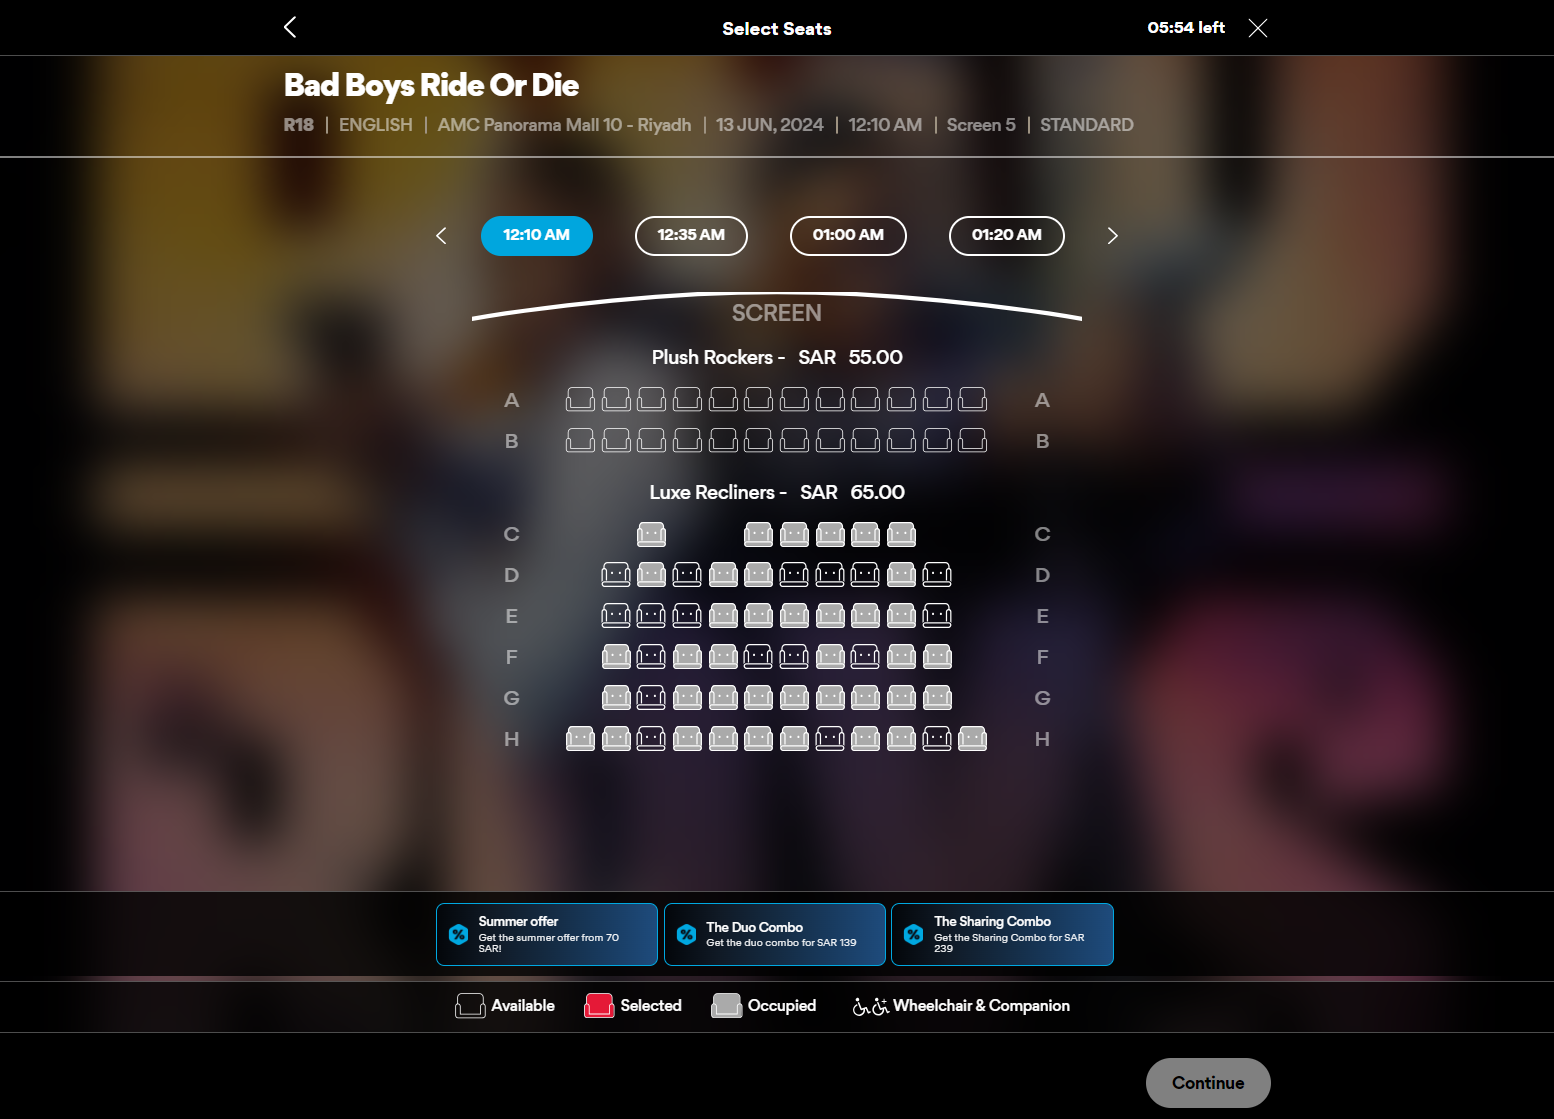 Select Seats
05:54 left
Bad Boys Ride Or Die
R18 | ENGLISH | AMC Panorama Mall 10 - Riyadh | 13 JUN, 2024 | 12:10 AM | Screen 5 | STANDARD
12:10 AM 12:35 AM 01:00 AM 01:20 AM
SCREEN
Plush Rockers - SAR 55.00
A A
B B
Luxe Recliners - SAR 65.00
C C
D D
E E
F F
G G
H H
Summer offer
Get the summer offer from 70
SAR!
The Duo Combo
Get the duo combo for SAR 139
The Sharing Combo
Get the Sharing Combo for SAR
239
Available Selected Occupied Wheelchair & Companion
Continue